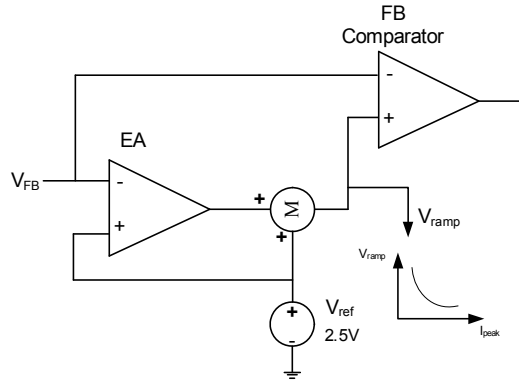 FB
Comparator
-
+
EA
V_FB
-
+
+
M
+
V_ramp
V_ramp
I_peak
+
-
V_ref
2.5V